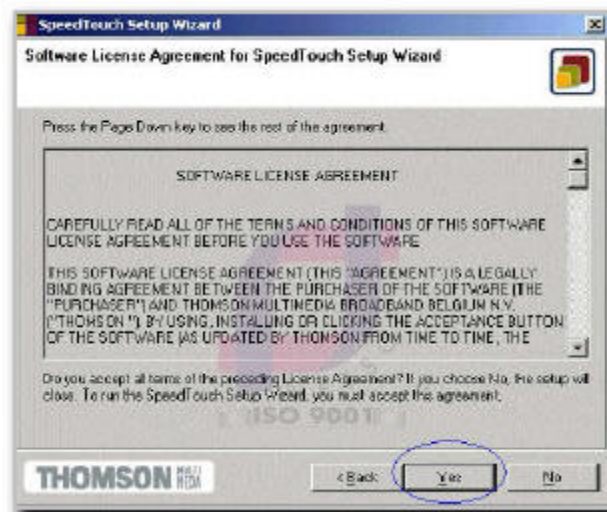 SpeedTouch Setup Wizard
Software License Agreement for SpeedTouch Setup Wizard
Press the Page Down key to see the rest of the agreement.
SOFTWARE LICENSE AGREEMENT
CAREFULLY READ ALL OF THE TERMS AND CONDITIONS OF THIS SOFTWARE
LICENSE AGREEMENT BEFORE YOU USE THE SOFTWARE
THIS SOFTWARE LICENSE AGREEMENT (THIS "AGREEMENT") IS A LEGALLY
BINDING AGREEMENT BETWEEN THE PURCHASER OF THE SOFTWARE (THE
"PURCHASER") AND THOMSON MULTIMEDIA BROADBAND BELGIUM N.V.
("THOMSON"). BY USING, INSTALLING OR CLICKING THE ACCEPTANCE BUTTON
OF THE SOFTWARE (AS UPDATED BY THOMSON FROM TIME TO TIME, THE
Do you accept all terms of the preceding License Agreement? If you choose No, the setup will
close. To run the SpeedTouch Setup Wizard, you must accept this agreement.
ISO 9001
THOMSON MULTI MEDIA
< Back
Yes
No